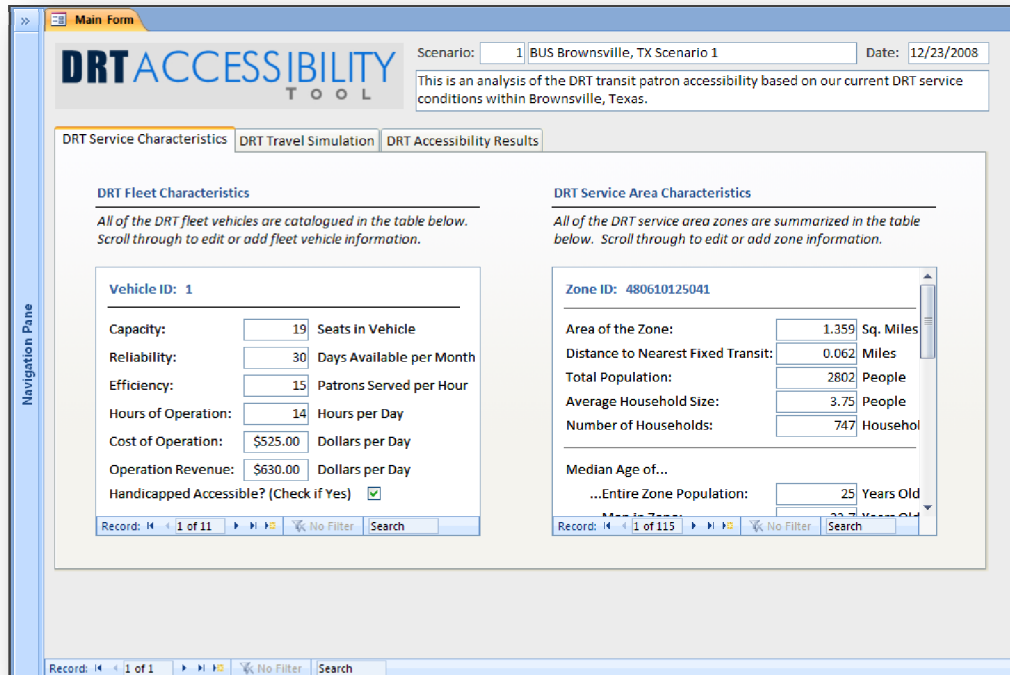 »
Main Form
Navigation Pane
DRT ACCESSIBILITY
TOOL
Scenario: 1 BUS Brownsville, TX Scenario 1 Date: 12/23/2008
This is an analysis of the DRT transit patron accessibility based on our current DRT service
conditions within Brownsville, Texas.
DRT Service Characteristics DRT Travel Simulation DRT Accessibility Results
DRT Fleet Characteristics
All of the DRT fleet vehicles are catalogued in the table below.
Scroll through to edit or add fleet vehicle information.
Vehicle ID: 1
Capacity: 19 Seats in Vehicle
Reliability: 30 Days Available per Month
Efficiency: 15 Patrons Served per Hour
Hours of Operation: 14 Hours per Day
Cost of Operation: $525.00 Dollars per Day
Operation Revenue: $630.00 Dollars per Day
Handicapped Accessible? (Check if Yes)
Record: 1 of 11 No Filter Search
DRT Service Area Characteristics
All of the DRT service area zones are summarized in the table
below. Scroll through to edit or add zone information.
Zone ID: 480610125041
Area of the Zone: 1.359 Sq. Miles
Distance to Nearest Fixed Transit: 0.062 Miles
Total Population: 2802 People
Average Household Size: 3.75 People
Number of Households: 747 Househol
Median Age of...
...Entire Zone Population: 25 Years Old
Record: 1 of 115 No Filter Search
Record: 1 of 1 No Filter Search